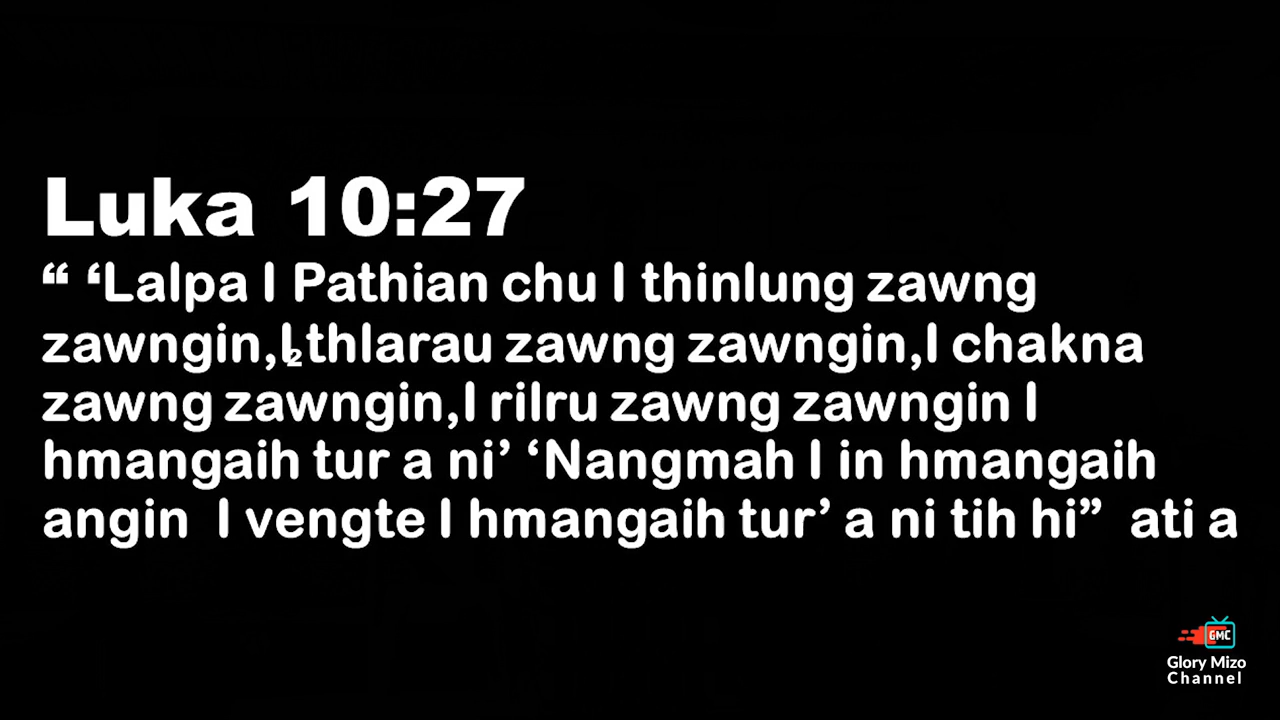 Luka 10:27
“ ‘Lalpa I Pathian chu I thinlung zawng
zawngin,I2 thlarau zawng zawngin,I chakna
zawng zawngin,I rilru zawng zawngin I
hmangaih tur a ni’ ‘Nangmah I in hmangaih
angin  I vengte I hmangaih tur’ a ni tih hi”  ati a
GMC
Glory Mizo
Channel